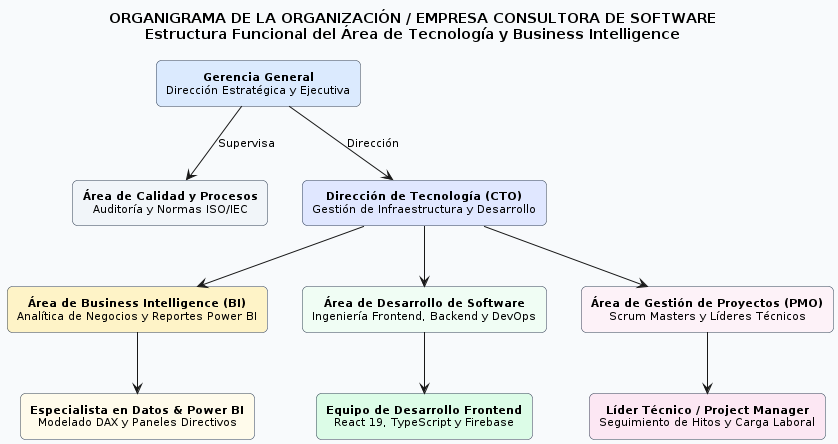 ORGANIGRAMA DE LA ORGANIZACIÓN / EMPRESA CONSULTORA DE SOFTWARE
Estructura Funcional del Área de Tecnología y Business Intelligence
Gerencia General
Dirección Estratégica y Ejecutiva
Supervisa
Dirección
Área de Calidad y Procesos
Auditoría y Normas ISO/IEC
Dirección de Tecnología (CTO)
Gestión de Infraestructura y Desarrollo
Área de Business Intelligence (BI)
Analítica de Negocios y Reportes Power BI
Área de Desarrollo de Software
Ingeniería Frontend, Backend y DevOps
Área de Gestión de Proyectos (PMO)
Scrum Masters y Líderes Técnicos
Especialista en Datos & Power BI
Modelado DAX y Paneles Directivos
Equipo de Desarrollo Frontend
React 19, TypeScript y Firebase
Líder Técnico / Project Manager
Seguimiento de Hitos y Carga Laboral